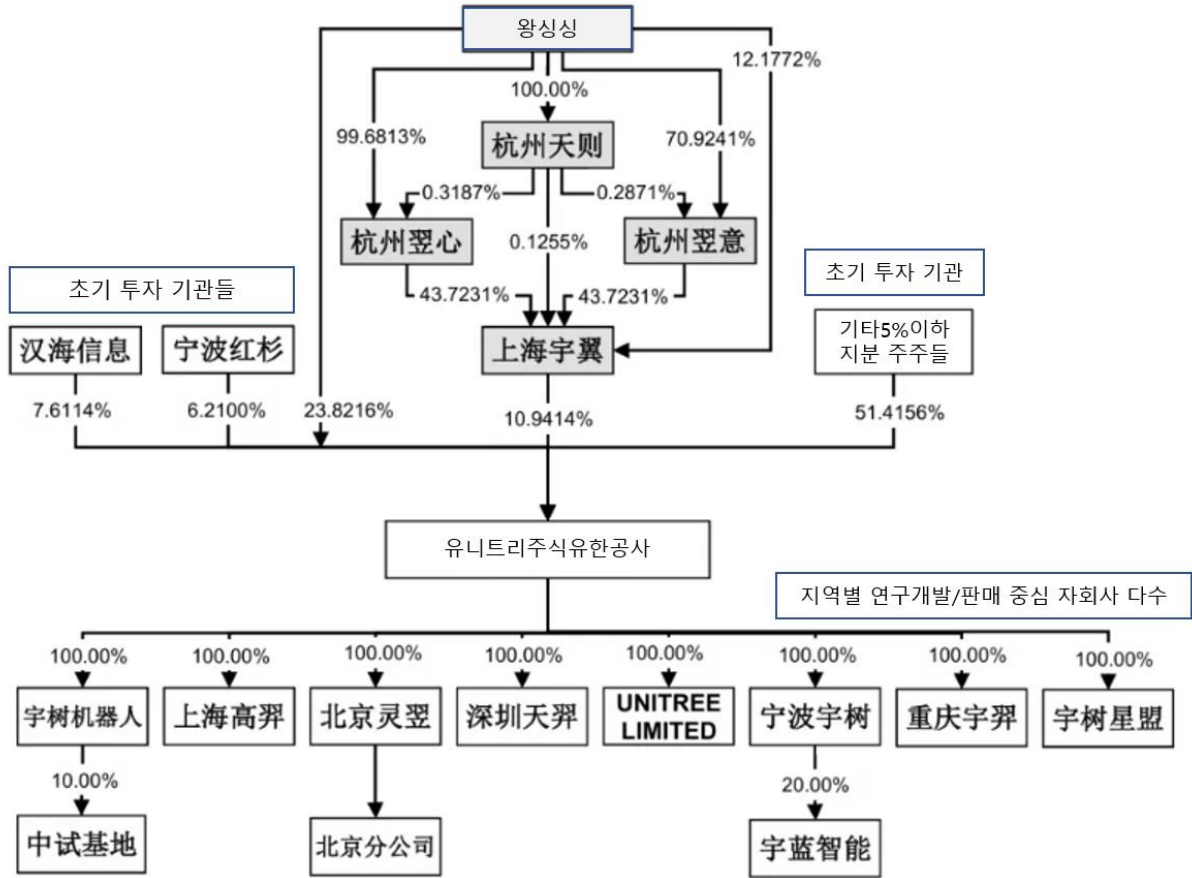 왕싱싱
12.1772%
100.00%
99.6813%
杭州天则
70.9241%
0.3187%
0.2871%
杭州翌心
0.1255%
杭州翌意
초기 투자 기관들
초기 투자 기관
43.7231%
43.7231%
汉海信息
宁波红杉
上海宇翼
기타5%이하
지분 주주들
7.6114%
6.2100%
23.8216%
10.9414%
51.4156%
유니트리주식유한공사
지역별 연구개발/판매 중심 자회사 다수
100.00%
100.00%
100.00%
100.00%
100.00%
100.00%
100.00%
100.00%
宇树机器人
上海高羿
北京灵翌
深圳天羿
UNITREE
LIMITED
宁波宇树
重庆宇羿
宇树星盟
10.00%
20.00%
中试基地
北京分公司
宇蓝智能